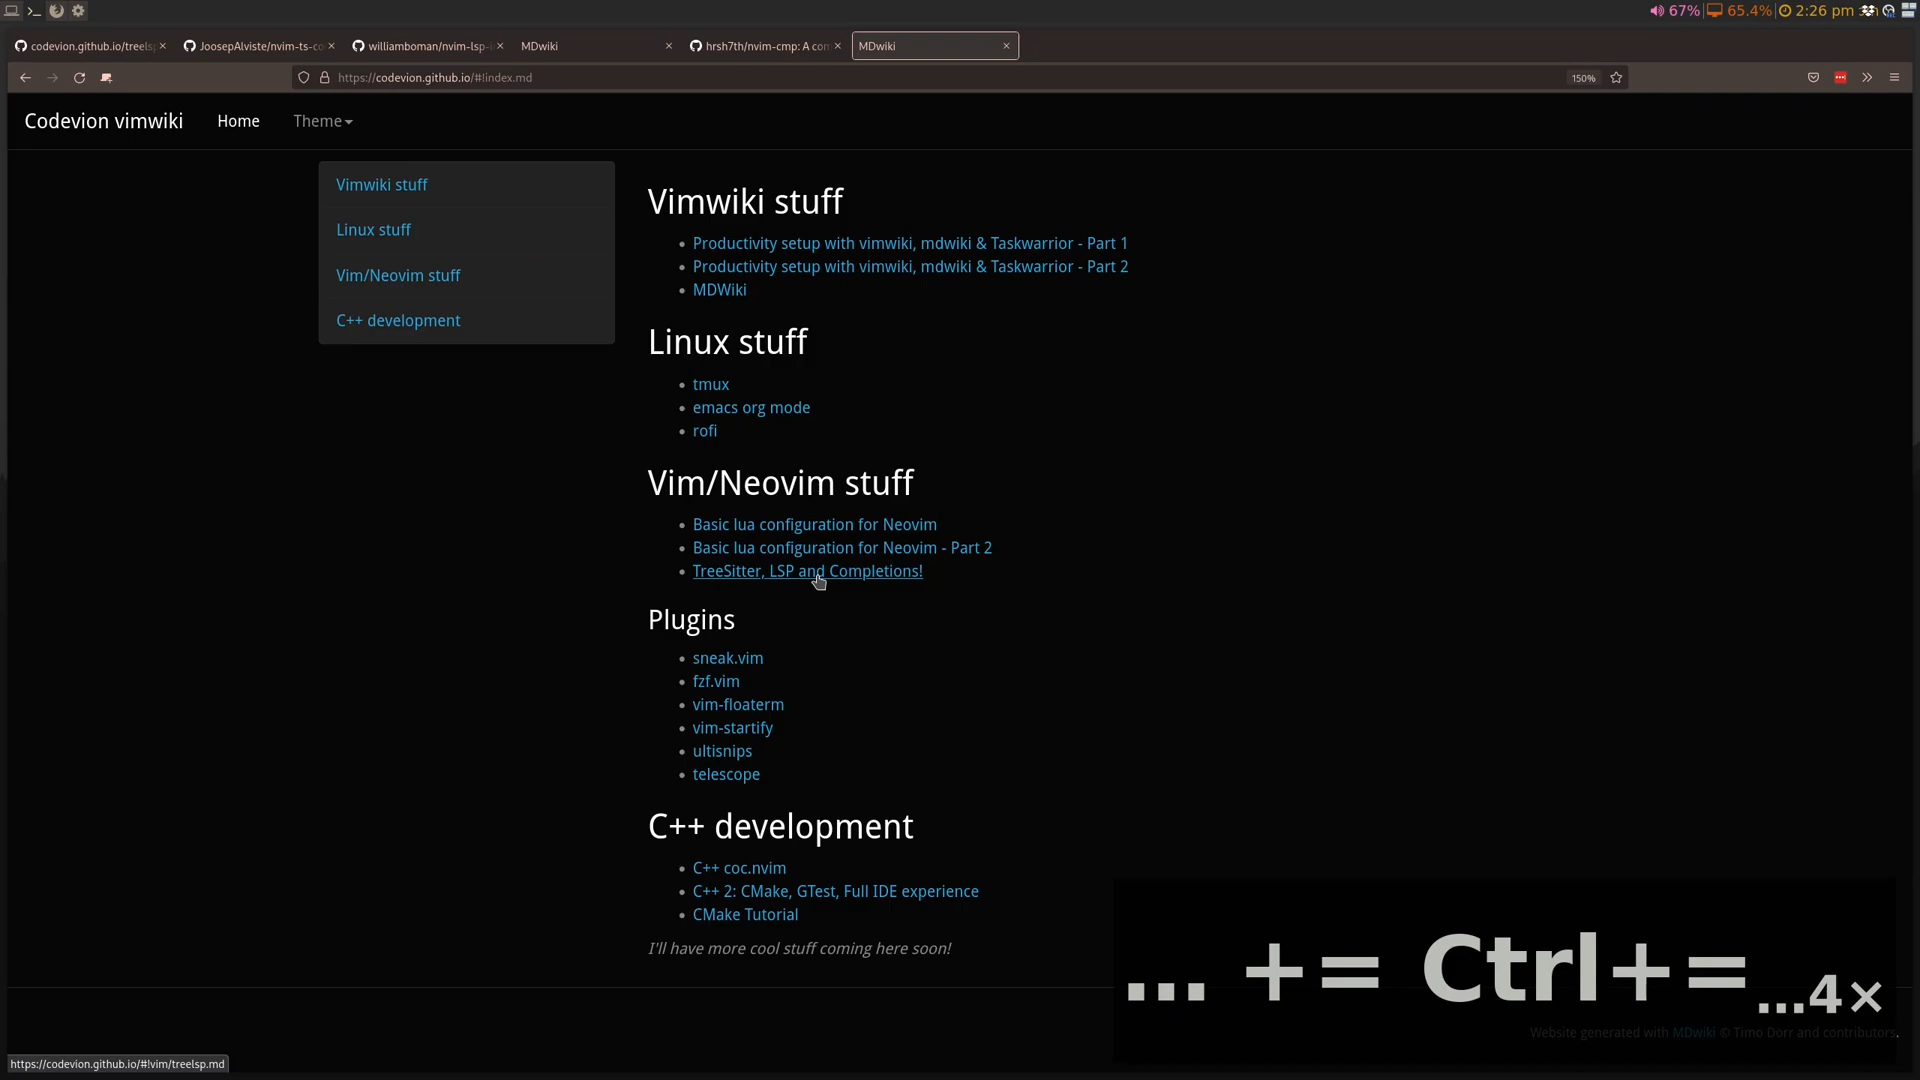 67% 65.4% 2:26 pm
codevion.github.io/treels
JoosepAlviste/nvim-ts-co
williamboman/nvim-lsp-i
MDwiki
hrsh7th/nvim-cmp: A com
MDwiki
https://codevion.github.io/#!index.md
150%
Codevion vimwiki
Home
Theme
Vimwiki stuff
Linux stuff
Vim/Neovim stuff
C++ development
Vimwiki stuff
Productivity setup with vimwiki, mdwiki & Taskwarrior - Part 1
Productivity setup with vimwiki, mdwiki & Taskwarrior - Part 2
MDWiki
Linux stuff
tmux
emacs org mode
rofi
Vim/Neovim stuff
Basic lua configuration for Neovim
Basic lua configuration for Neovim - Part 2
TreeSitter, LSP and Completions!
Plugins
sneak.vim
fzf.vim
vim-floaterm
vim-startify
ultisnips
telescope
C++ development
C++ coc.nvim
C++ 2: CMake, GTest, Full IDE experience
CMake Tutorial
I'll have more cool stuff coming here soon!
... += Ctrl+=...4×
Website generated with MDwiki © Timo Dörr and contributors.
https://codevion.github.io/#!vim/treelsp.md